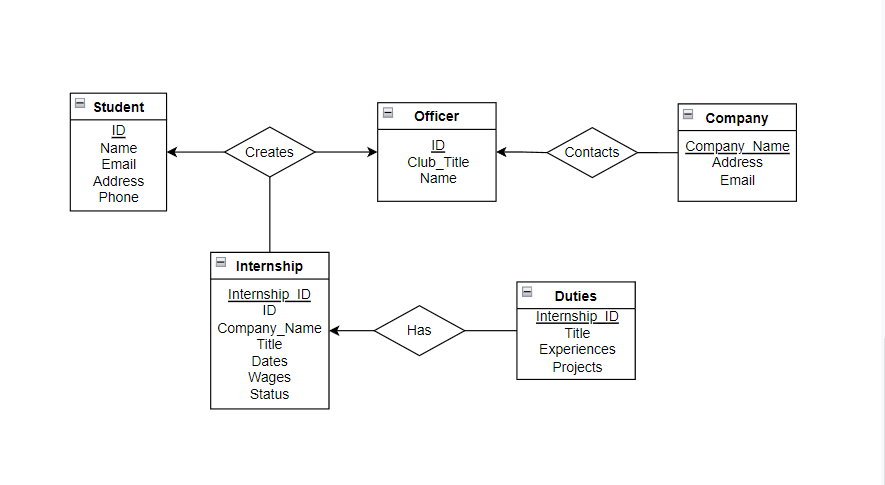 Student
ID
Name
Email
Address
Phone
Creates
Officer
ID
Club_Title
Name
Contacts
Company
Company_Name
Address
Email
Internship
Internship_ID
ID
Company_Name
Title
Dates
Wages
Status
Has
Duties
Internship_ID
Title
Experiences
Projects